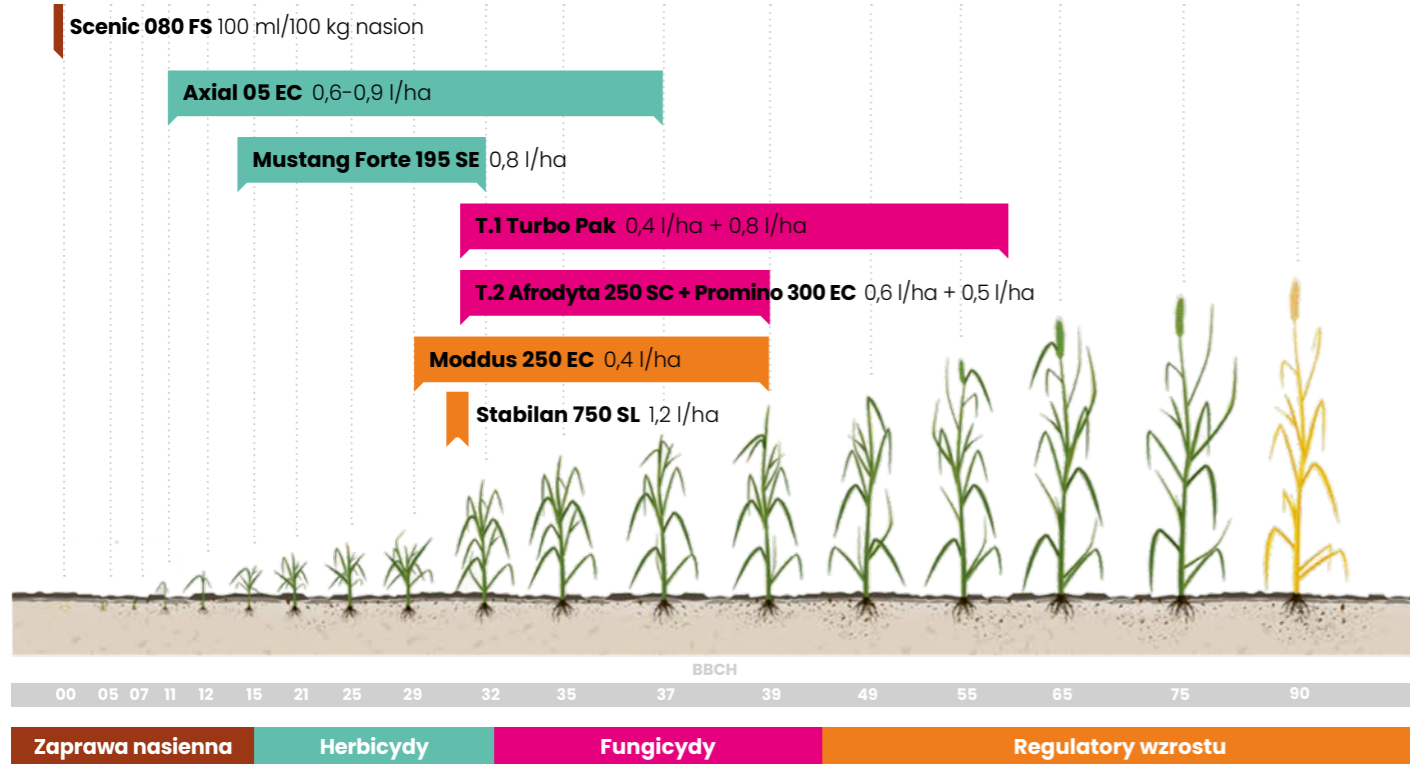 Scenic 080 FS 100 ml/100 kg nasion
Axial 05 EC 0,6-0,9 l/ha
Mustang Forte 195 SE 0,8 l/ha
T.1 Turbo Pak 0,4 l/ha + 0,8 l/ha
T.2 Afrodyta 250 SC + Promino 300 EC 0,6 l/ha + 0,5 l/ha
Moddus 250 EC 0,4 l/ha
Stabilan 750 SL 1,2 l/ha
BBCH
00 05 07 11 12 15 21 25 29 32 35 37 39 49 55 65 75 90
Zaprawa nasienna Herbicydy Fungicydy Regulatory wzrostu